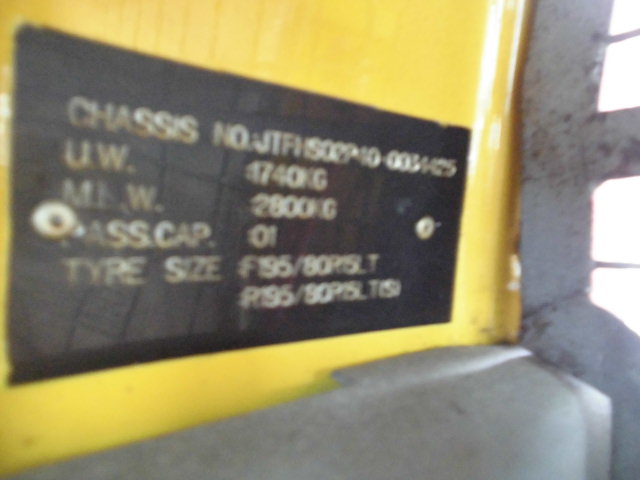 CHASSIS NO.:JTFHS02P40-0034425
U.W. :1740KG
M.L.W. :2800KG
PASS.CAP. :01
TYRE SIZE :F195/80R15LT
:R195/80R15LT(S)